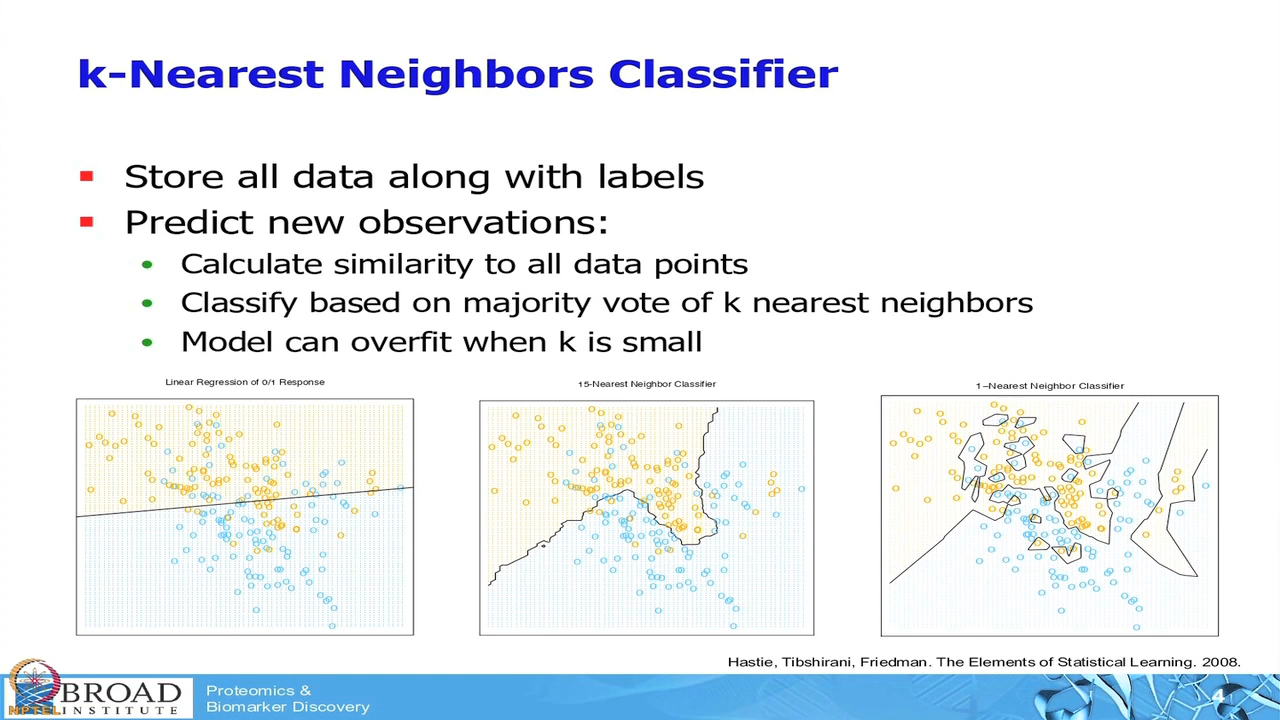 k-Nearest Neighbors Classifier
Store all data along with labels
Predict new observations:
Calculate similarity to all data points
Classify based on majority vote of k nearest neighbors
Model can overfit when k is small
Linear Regression of 0/1 Response
15-Nearest Neighbor Classifier
1–Nearest Neighbor Classifier
Hastie, Tibshirani, Friedman. The Elements of Statistical Learning. 2008.
NPTEL
BROAD
INSTITUTE
Proteomics &
Biomarker Discovery
4